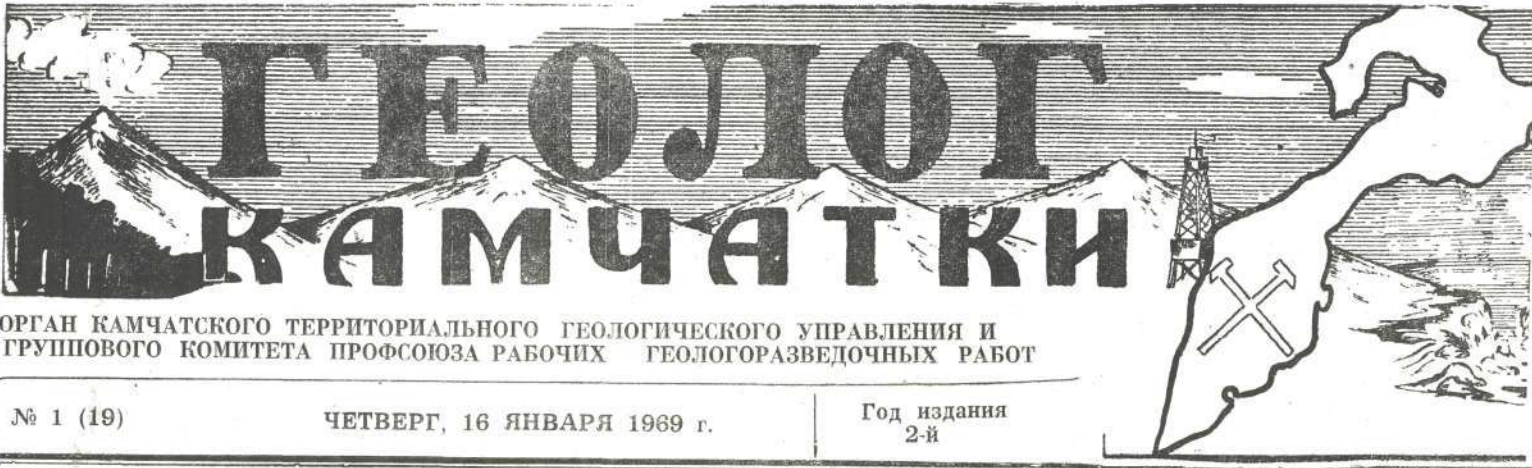 ГЕОЛОГ
КАМЧАТКИ
ОРГАН КАМЧАТСКОГО ТЕРРИТОРИАЛЬНОГО ГЕОЛОГИЧЕСКОГО УПРАВЛЕНИЯ И
ГРУППОВОГО КОМИТЕТА ПРОФСОЮЗА РАБОЧИХ ГЕОЛОГОРАЗВЕДОЧНЫХ РАБОТ
№ 1 (19)
ЧЕТВЕРГ, 16 ЯНВАРЯ 1969 г.
Год издания
2-й